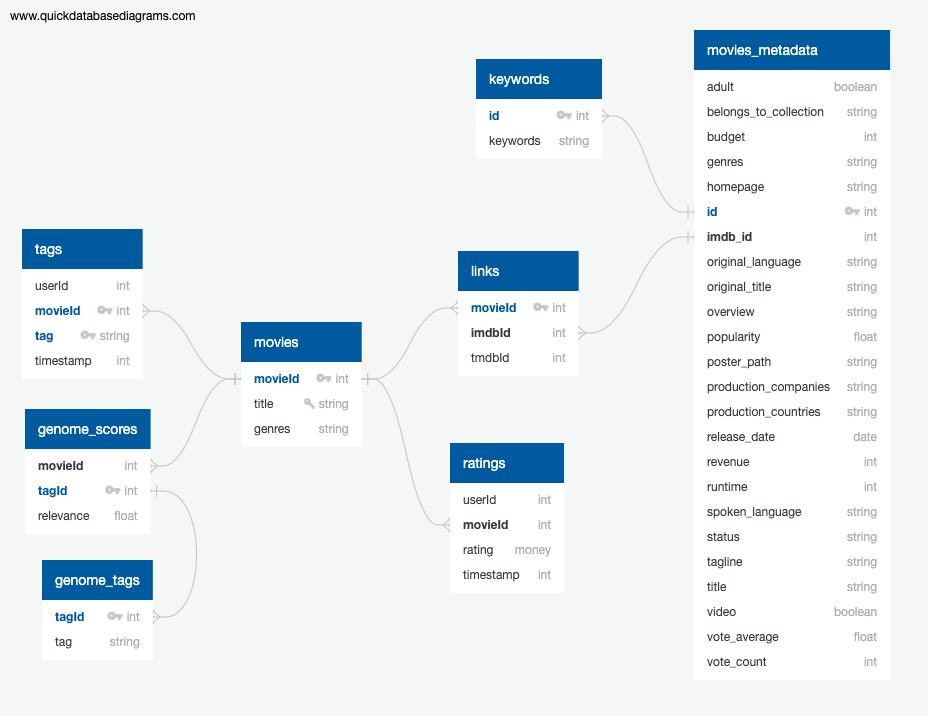 www.quickdatabasediagrams.com
movies_metadata
adult boolean
belongs_to_collection string
budget int
genres string
homepage string
id int
imdb_id int
original_language string
original_title string
overview string
popularity float
poster_path string
production_companies string
production_countries string
release_date date
revenue int
runtime int
spoken_language string
status string
tagline string
title string
video boolean
vote_average float
vote_count int
keywords
id int
keywords string
tags
userId int
movieId int
tag string
timestamp int
links
movieId int
imdbId int
tmdbId int
movies
movieId int
title string
genres string
genome_scores
movieId int
tagId int
relevance float
ratings
userId int
movieId int
rating money
timestamp int
genome_tags
tagId int
tag string